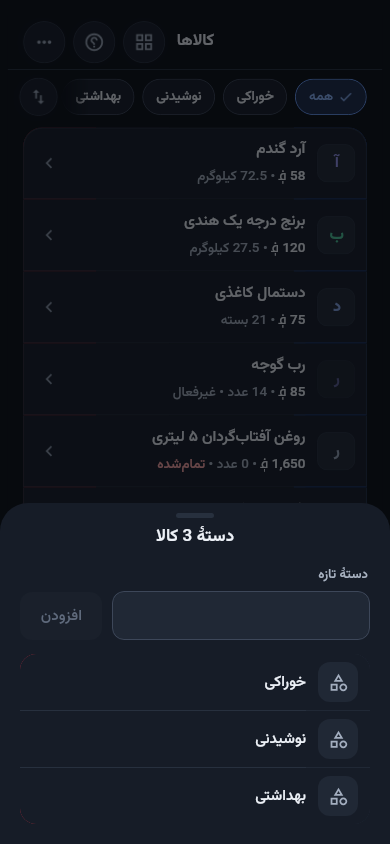 کالاها
همه
خوراکی
نوشیدنی
بهداشتی
آ
آرد گندم
58 ؋ • 72.5 کیلوگرم
ب
برنج درجه یک هندی
120 ؋ • 27.5 کیلوگرم
د
دستمال کاغذی
75 ؋ • 21 بسته
ر
رب گوجه
85 ؋ • 14 عدد • غیرفعال
ر
روغن آفتاب‌گردان ۵ لیتری
1,650 ؋ • 0 عدد • تمام‌شده
دستهٔ 3 کالا
دستهٔ تازه
افزودن
خوراکی
نوشیدنی
بهداشتی